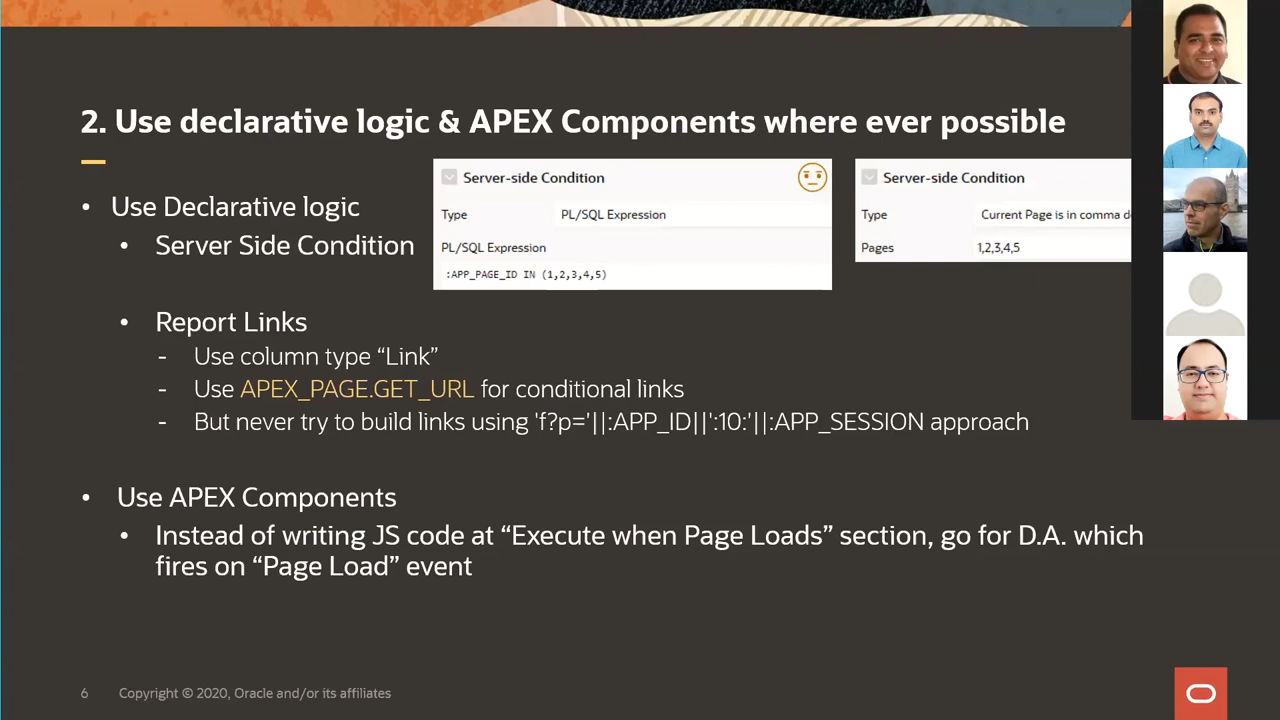 2. Use declarative logic & APEX Components where ever possible
• Use Declarative logic
• Server Side Condition
Server-side Condition
Type PL/SQL Expression
PL/SQL Expression
:APP_PAGE_ID IN (1,2,3,4,5)
Server-side Condition
Type Current Page is in comma
Pages 1,2,3,4,5
• Report Links
- Use column type “Link”
- Use APEX_PAGE.GET_URL for conditional links
- But never try to build links using 'f?p='||:APP_ID||':10:'||:APP_SESSION approach
• Use APEX Components
• Instead of writing JS code at “Execute when Page Loads” section, go for D.A. which
fires on “Page Load” event
6 Copyright © 2020, Oracle and/or its affiliates